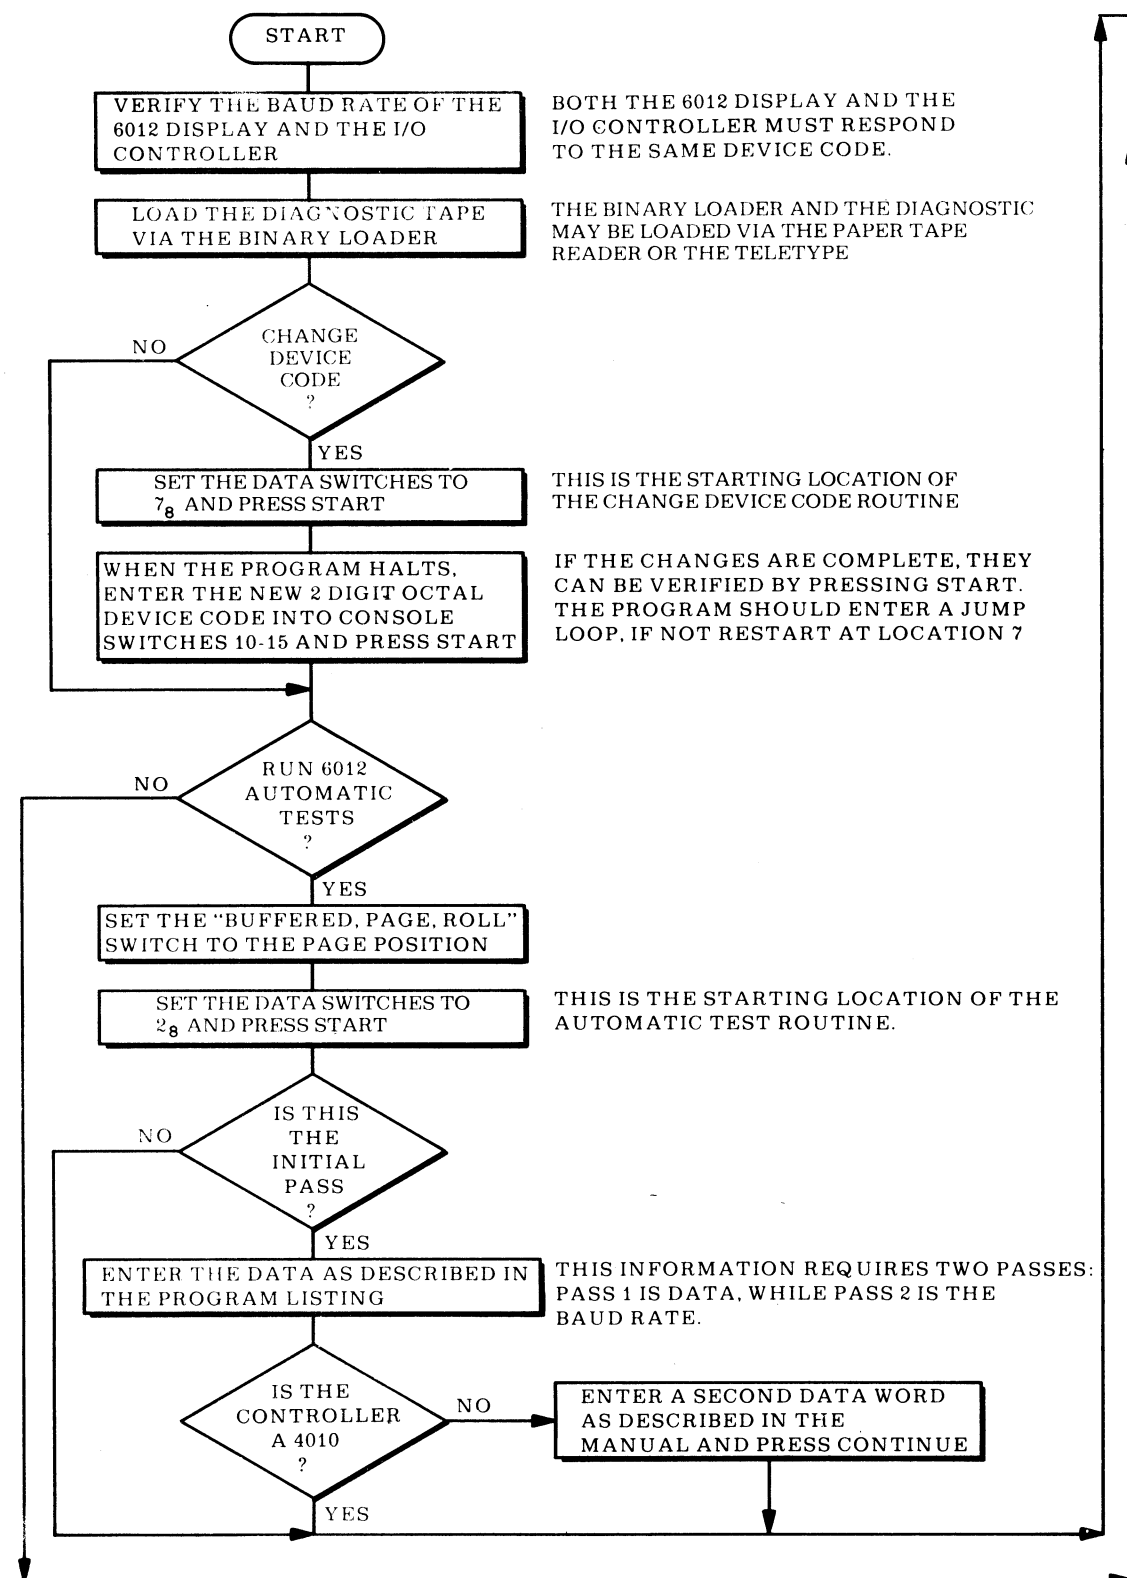 START
VERIFY THE BAUD RATE OF THE
6012 DISPLAY AND THE I/O
CONTROLLER
BOTH THE 6012 DISPLAY AND THE
I/O CONTROLLER MUST RESPOND
TO THE SAME DEVICE CODE.
LOAD THE DIAGNOSTIC TAPE
VIA THE BINARY LOADER
THE BINARY LOADER AND THE DIAGNOSTIC
MAY BE LOADED VIA THE PAPER TAPE
READER OR THE TELETYPE
CHANGE
DEVICE
CODE
?
NO
YES
SET THE DATA SWITCHES TO
7₈ AND PRESS START
THIS IS THE STARTING LOCATION OF
THE CHANGE DEVICE CODE ROUTINE
WHEN THE PROGRAM HALTS,
ENTER THE NEW 2 DIGIT OCTAL
DEVICE CODE INTO CONSOLE
SWITCHES 10-15 AND PRESS START
IF THE CHANGES ARE COMPLETE, THEY
CAN BE VERIFIED BY PRESSING START.
THE PROGRAM SHOULD ENTER A JUMP
LOOP, IF NOT RESTART AT LOCATION 7
RUN 6012
AUTOMATIC
TESTS
?
NO
YES
SET THE "BUFFERED, PAGE, ROLL"
SWITCH TO THE PAGE POSITION
SET THE DATA SWITCHES TO
2₈ AND PRESS START
THIS IS THE STARTING LOCATION OF THE
AUTOMATIC TEST ROUTINE.
IS THIS
THE
INITIAL
PASS
?
NO
YES
ENTER THE DATA AS DESCRIBED IN
THE PROGRAM LISTING
THIS INFORMATION REQUIRES TWO PASSES:
PASS 1 IS DATA, WHILE PASS 2 IS THE
BAUD RATE.
IS THE
CONTROLLER
A 4010
?
NO
YES
ENTER A SECOND DATA WORD
AS DESCRIBED IN THE
MANUAL AND PRESS CONTINUE